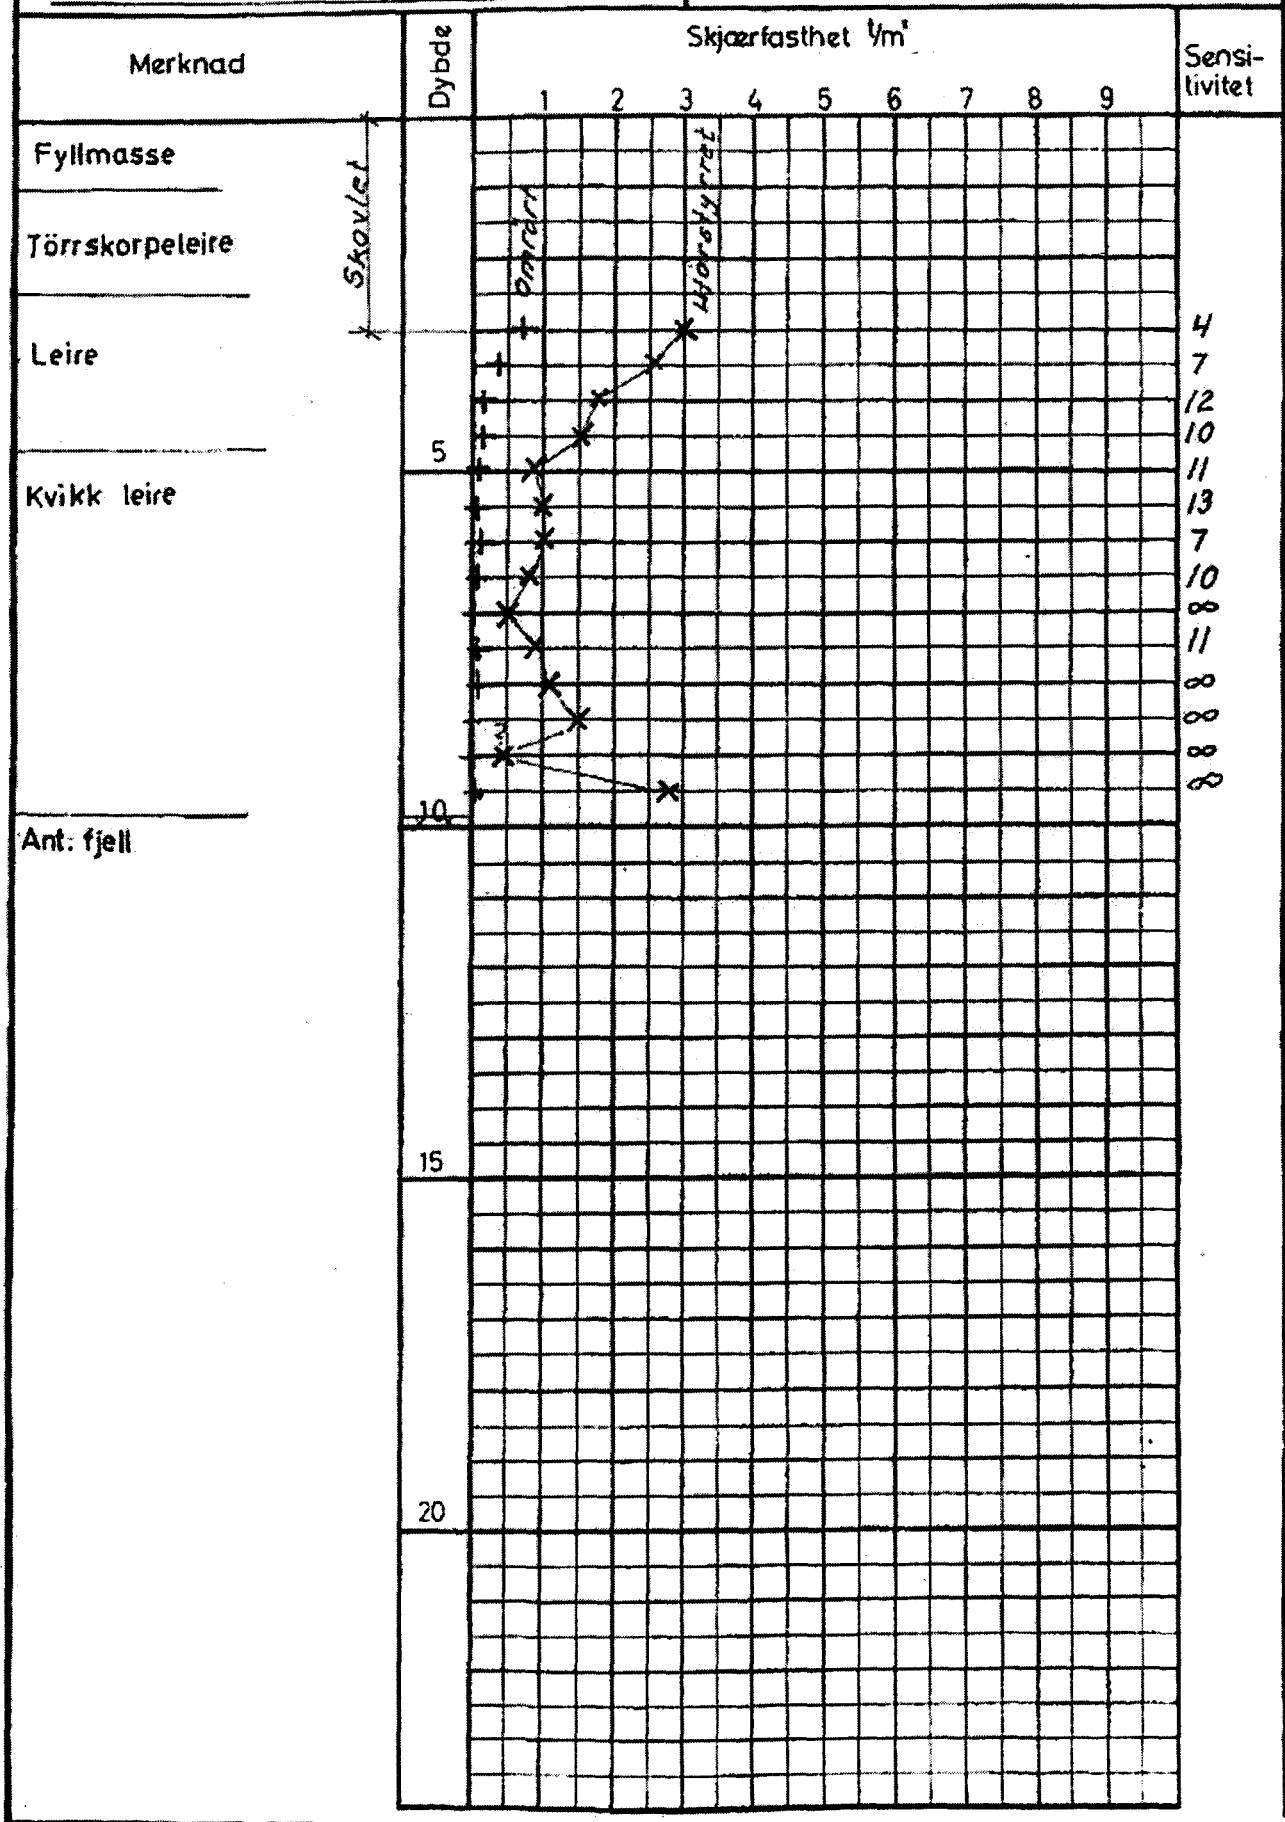 Merknad
Dybde
Skjærfasthet t/m²
Sensi-
tivitet
1 2 3 4 5 6 7 8 9
Fyllmasse
Törrskorpeleire
Leire
Kvikk leire
Ant: fjell
Skovlet
Omrört
Uforstyrret
5
10
15
20
4
7
12
10
11
13
7
10
∞
11
∞
∞
∞
∞